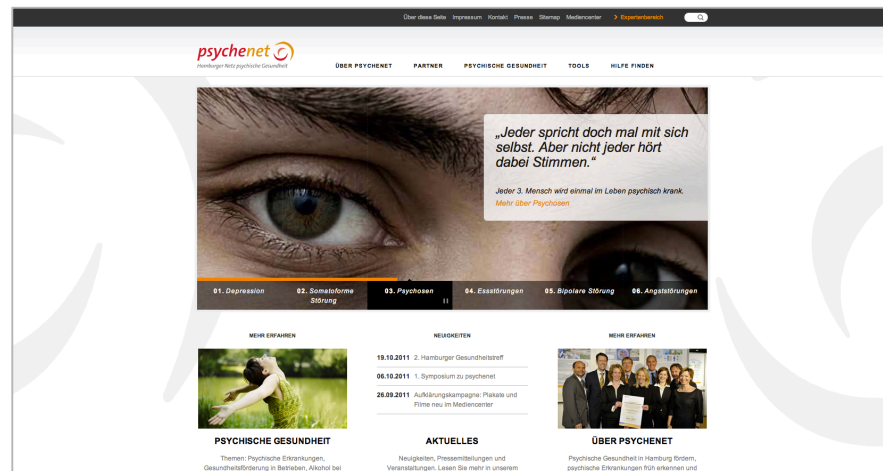 Über diese Seite Impressum Kontakt Presse Sitemap Mediencenter > Expertenbereich
psychenet
Hamburger Netz psychische Gesundheit
ÜBER PSYCHENET PARTNER PSYCHISCHE GESUNDHEIT TOOLS HILFE FINDEN
„Jeder spricht doch mal mit sich
selbst. Aber nicht jeder hört
dabei Stimmen.“
Jeder 3. Mensch wird einmal im Leben psychisch krank.
Mehr über Psychosen
01. Depression
02. Somatoforme
Störung
03. Psychosen
04. Essstörungen
05. Bipolare Störung
06. Angststörungen
MEHR ERFAHREN
PSYCHISCHE GESUNDHEIT
Themen: Psychische Erkrankungen,
Gesundheitsförderung in Betrieben, Alkohol bei
NEUIGKEITEN
19.10.2011 2. Hamburger Gesundheitstreff
06.10.2011 1. Symposium zu psychenet
26.09.2011 Aufklärungskampagne: Plakate und
Filme neu im Mediencenter
AKTUELLES
Neuigkeiten, Pressemitteilungen und
Veranstaltungen. Lesen Sie mehr in unserem
MEHR ERFAHREN
ÜBER PSYCHENET
Psychische Gesundheit in Hamburg fördern,
psychische Erkrankungen früh erkennen und